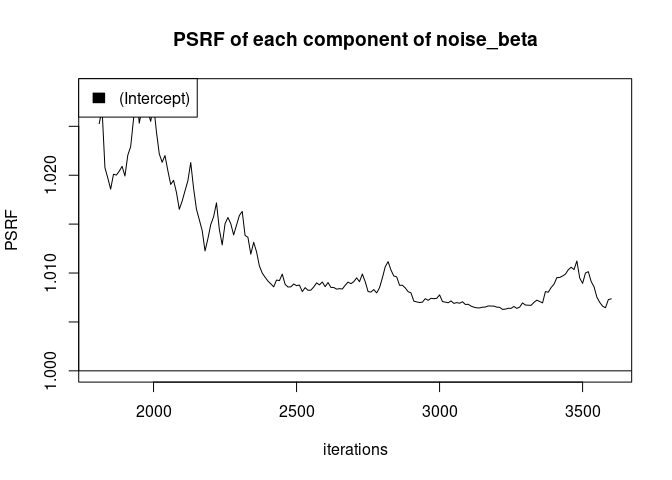 PSRF of each component of noise_beta
(Intercept)
PSRF
1.020
1.010
1.000
2000 2500 3000 3500
iterations